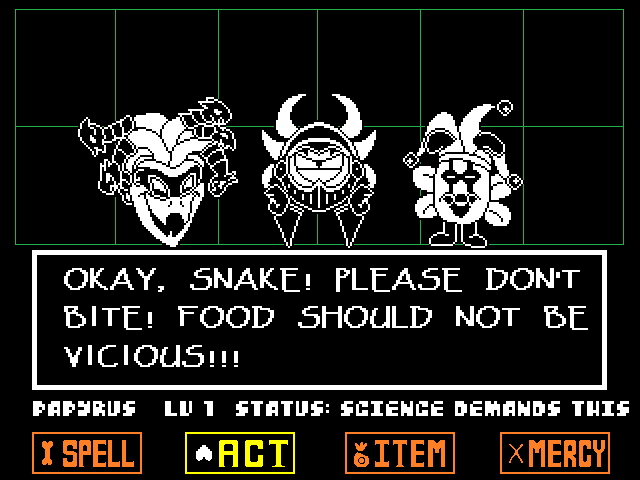 OKAY, SNAKE! PLEASE DON'T
BITE! FOOD SHOULD NOT BE
VICIOUS!!!
PAPYRUS LV 1 STATUS: SCIENCE DEMANDS THIS
SPELL ACT ITEM MERCY